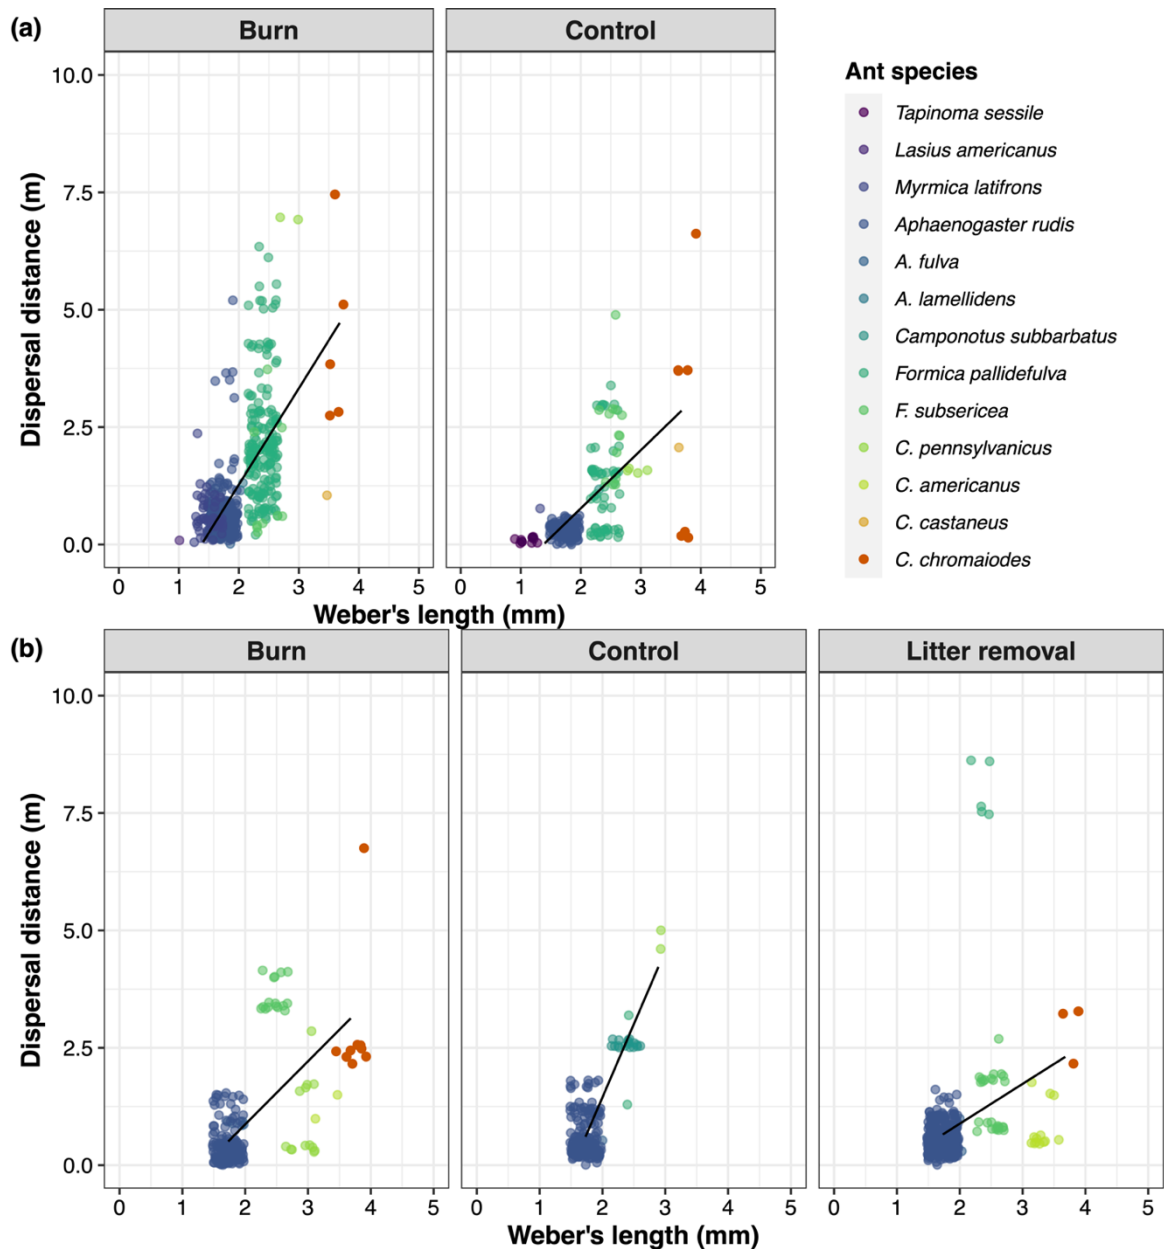 (a)
Burn
Control
10.0
7.5
5.0
2.5
0.0
Dispersal distance (m)
0 1 2 3 4 5
0 1 2 3 4 5
Weber's length (mm)
Ant species
Tapinoma sessile
Lasius americanus
Myrmica latifrons
Aphaenogaster rudis
A. fulva
A. lamellidens
Camponotus subbarbatus
Formica pallidefulva
F. subsericea
C. pennsylvanicus
C. americanus
C. castaneus
C. chromaiodes
(b)
Burn
Control
Litter removal
10.0
7.5
5.0
2.5
0.0
Dispersal distance (m)
0 1 2 3 4 5
0 1 2 3 4 5
0 1 2 3 4 5
Weber's length (mm)